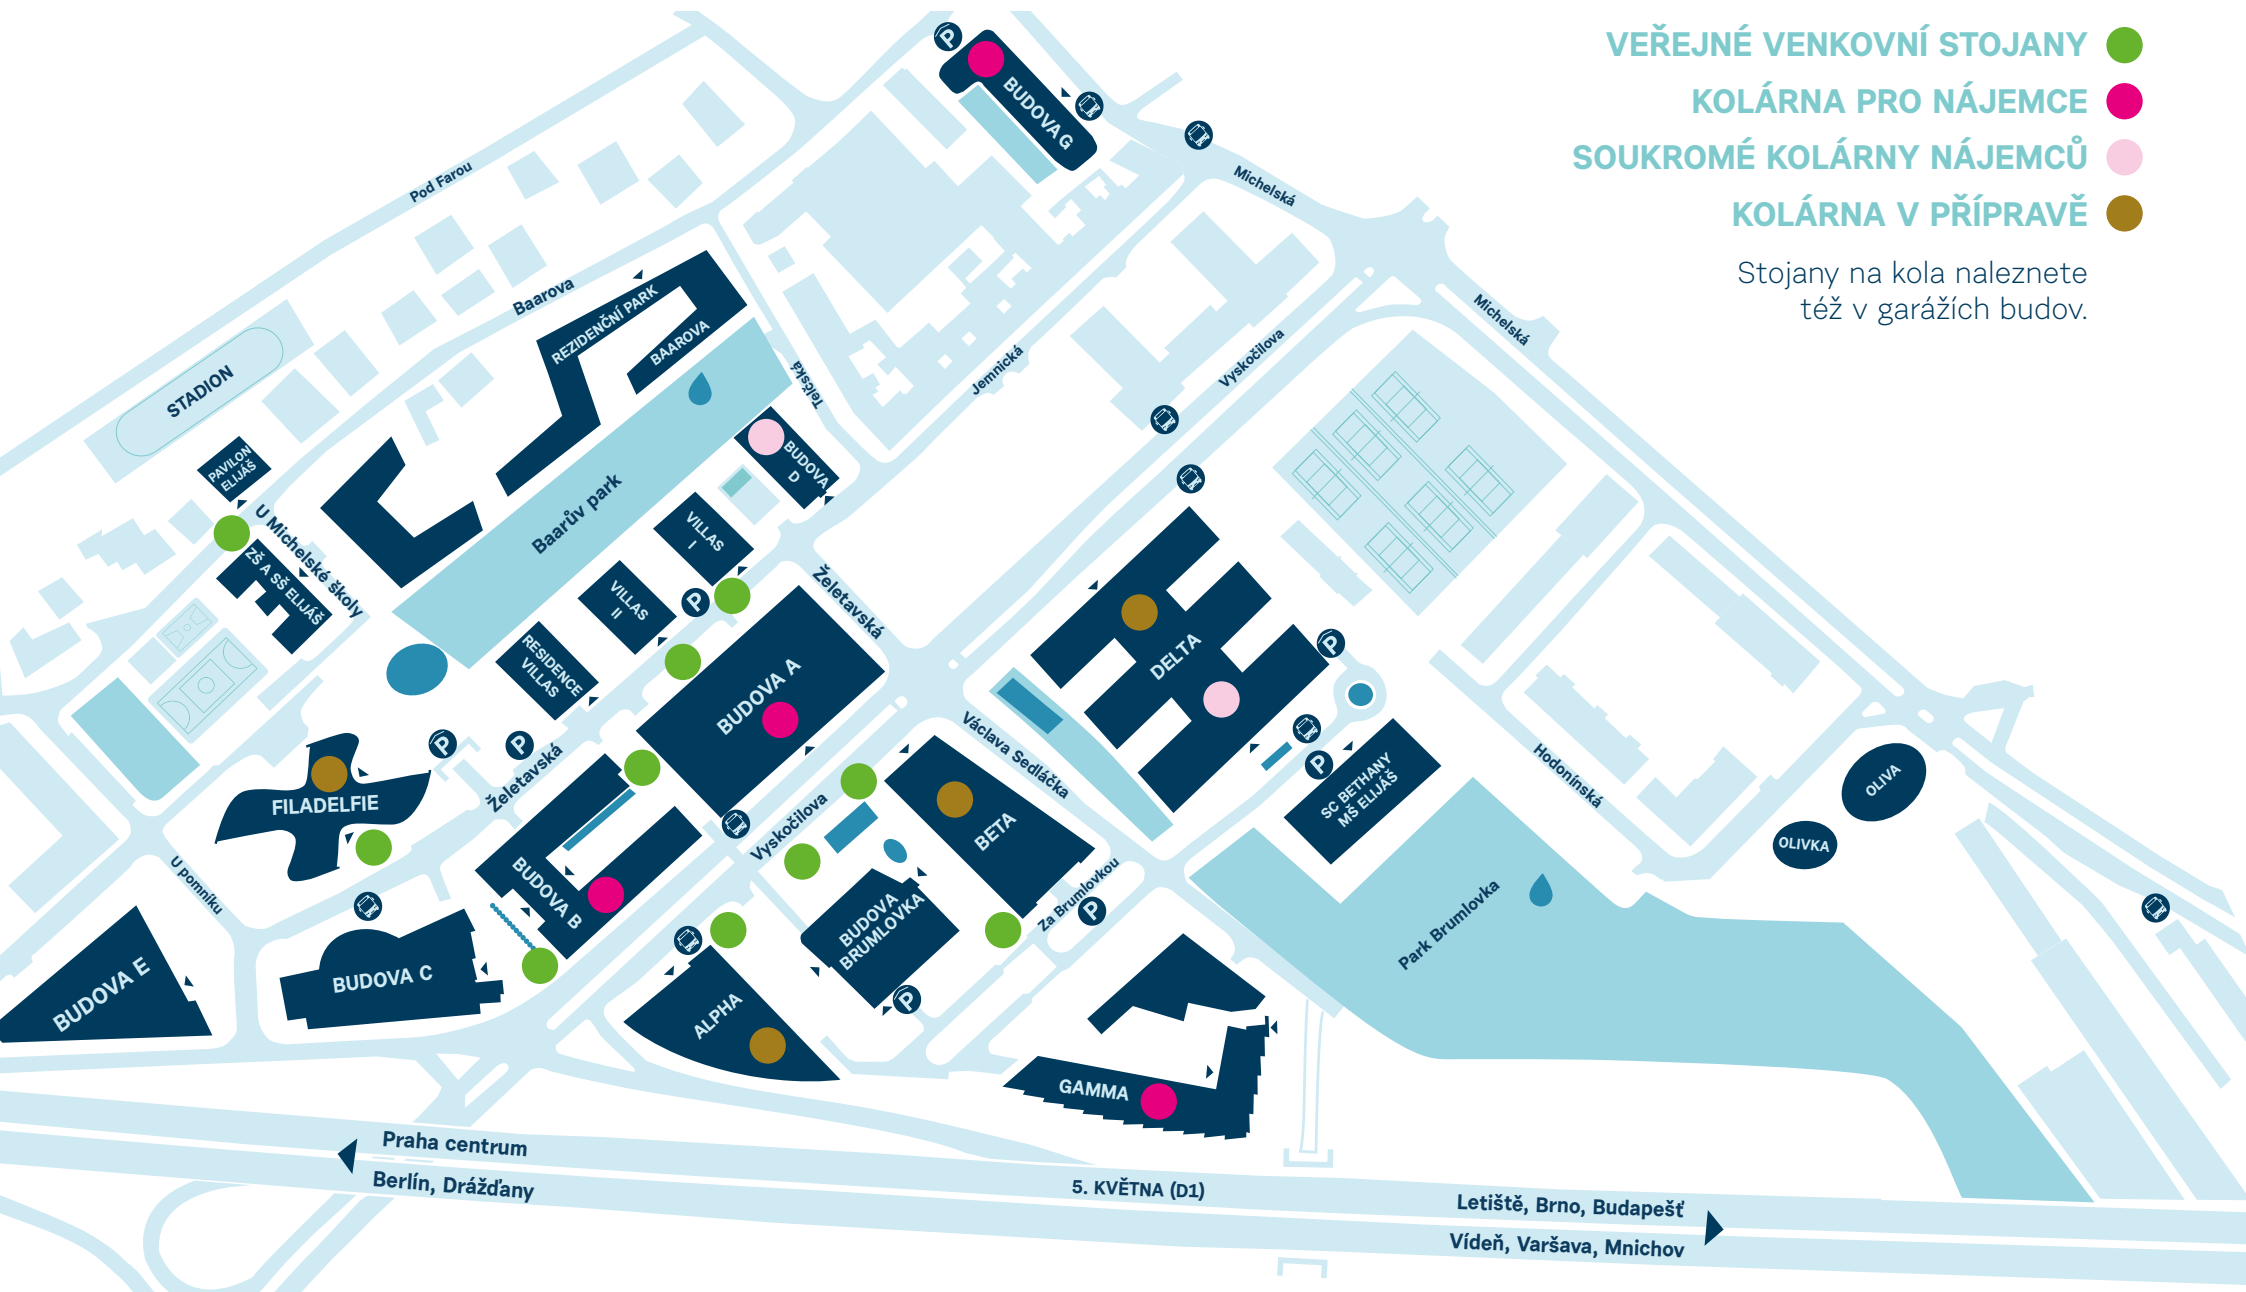 VEŘEJNÉ VENKOVNÍ STOJANY
KOLÁRNA PRO NÁJEMCE
SOUKROMÉ KOLÁRNY NÁJEMCŮ
KOLÁRNA V PŘÍPRAVĚ
Stojany na kola naleznete
též v garážích budov.
P
BUDOVA G
Michelská
Pod Farou
Baarova
REZIDENČNÍ PARK
BAAROVA
Michelská
Vyskočilova
Jemnická
Telčská
STADION
PAVILON
ELIJÁŠ
U Michelské školy
ZŠ A SŠ ELIJÁŠ
Baarův park
BUDOVA
D
VILLAS
I
VILLAS
II
P
RESIDENCE
VILLAS
Želetavská
BUDOVA A
DELTA
P
Václava Sedláčka
P
P
Želetavská
FILADELFIE
P
SC BETHANY
MŠ ELIJÁŠ
Hodonínská
OLIVA
OLIVKA
Vyskočilova
BETA
U pomníku
BUDOVA B
BUDOVA
BRUMLOVKA
Za Brumlovkou
P
Park Brumlovka
BUDOVA E
BUDOVA C
ALPHA
P
GAMMA
Praha centrum
Berlín, Drážďany
5. KVĚTNA (D1)
Letiště, Brno, Budapešť
Vídeň, Varšava, Mnichov